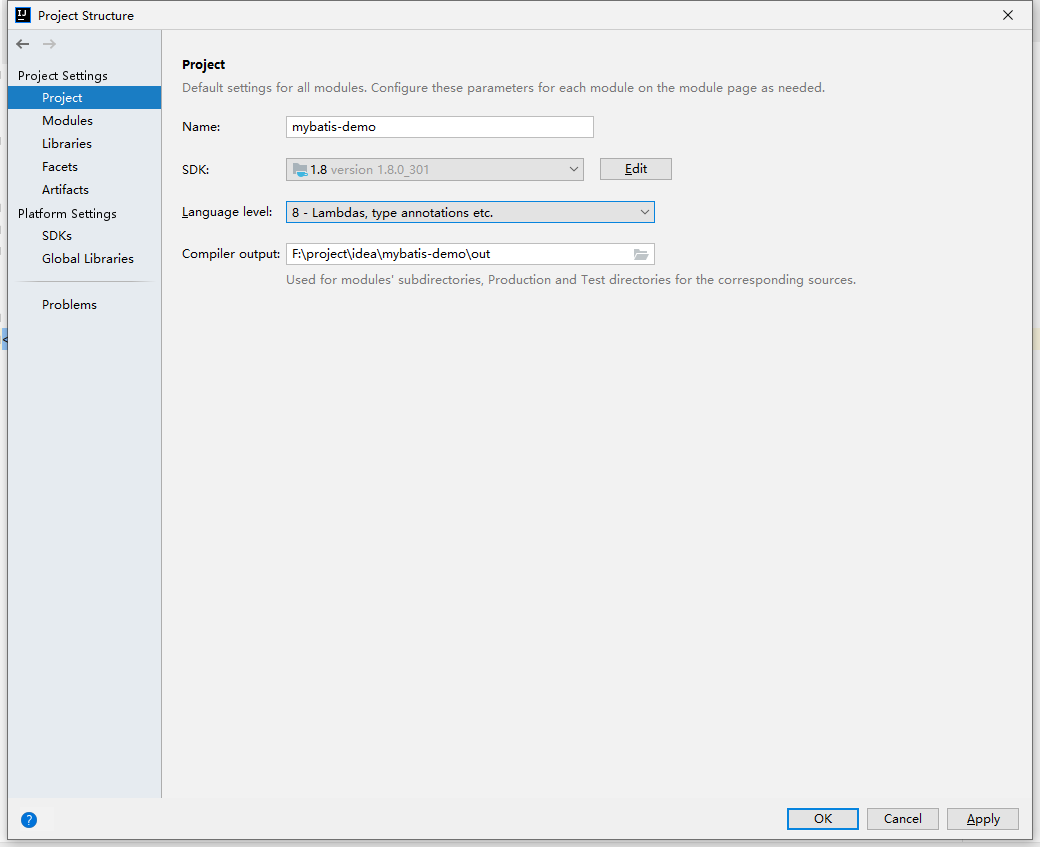 Project Structure
Project Settings
Project
Modules
Libraries
Facets
Artifacts
Platform Settings
SDKs
Global Libraries
Problems
Project
Default settings for all modules. Configure these parameters for each module on the module page as needed.
Name: mybatis-demo
SDK: 1.8 version 1.8.0_301 Edit
Language level: 8 - Lambdas, type annotations etc.
Compiler output: F:\project\idea\mybatis-demo\out
Used for modules' subdirectories, Production and Test directories for the corresponding sources.
? OK Cancel Apply